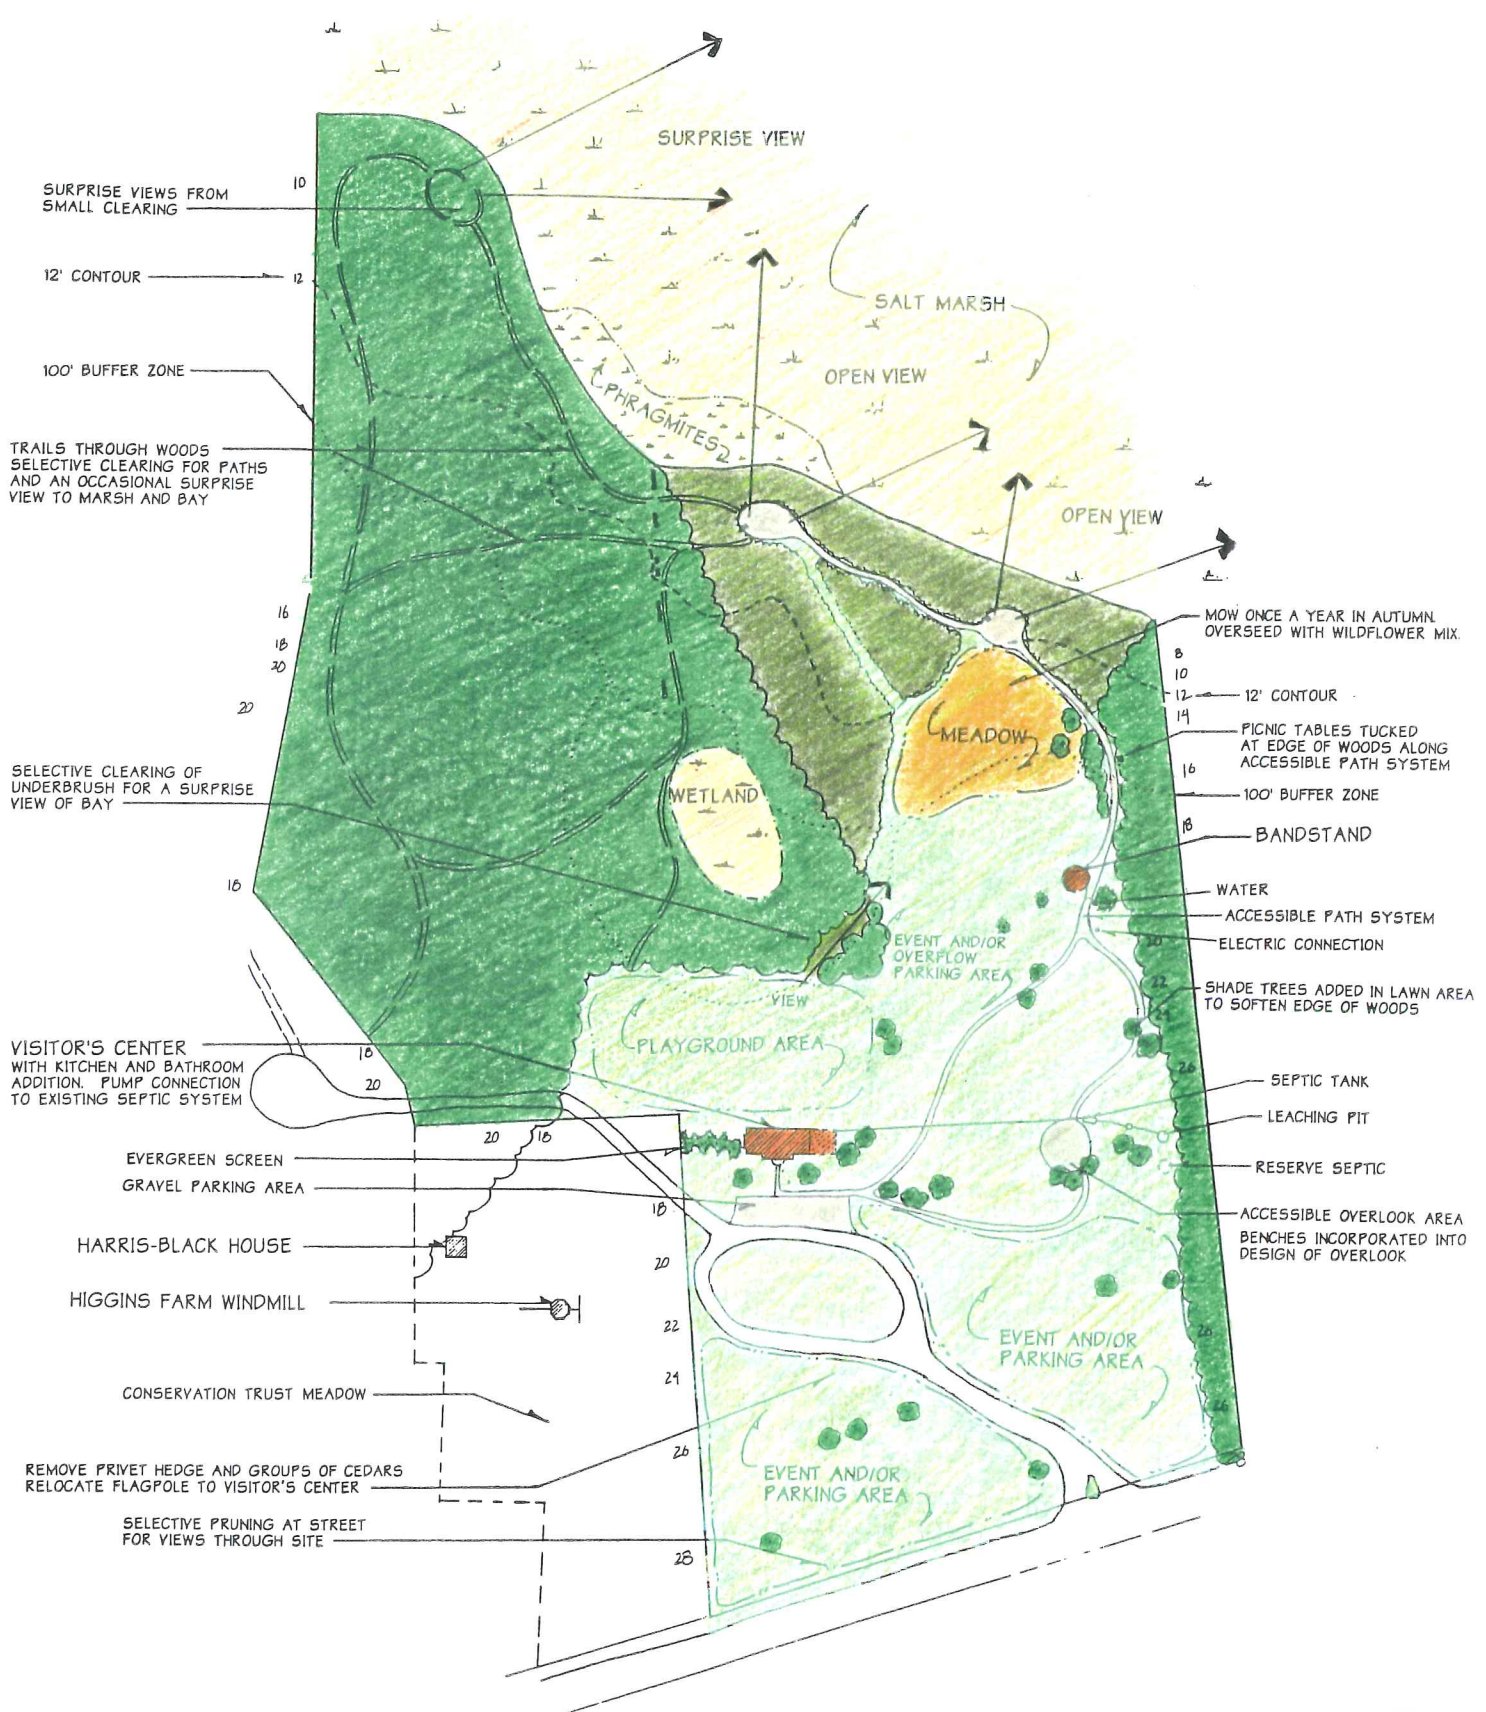 SURPRISE VIEW
SURPRISE VIEWS FROM
SMALL CLEARING
10
12' CONTOUR
12
SALT MARSH
100' BUFFER ZONE
OPEN VIEW
PHRAGMITES
TRAILS THROUGH WOODS
SELECTIVE CLEARING FOR PATHS
AND AN OCCASIONAL SURPRISE
VIEW TO MARSH AND BAY
OPEN VIEW
16
18
20
20
MOW ONCE A YEAR IN AUTUMN.
OVERSEED WITH WILDFLOWER MIX.
8
10
12
12' CONTOUR
14
MEADOW
PICNIC TABLES TUCKED
AT EDGE OF WOODS ALONG
ACCESSIBLE PATH SYSTEM
16
100' BUFFER ZONE
SELECTIVE CLEARING OF
UNDERBRUSH FOR A SURPRISE
VIEW OF BAY
WETLAND
18
BANDSTAND
18
WATER
ACCESSIBLE PATH SYSTEM
ELECTRIC CONNECTION
20
EVENT AND/OR
OVERFLOW
PARKING AREA
22
SHADE TREES ADDED IN LAWN AREA
TO SOFTEN EDGE OF WOODS
24
VIEW
PLAYGROUND AREA
VISITOR'S CENTER
WITH KITCHEN AND BATHROOM
ADDITION. PUMP CONNECTION
TO EXISTING SEPTIC SYSTEM
18
20
26
SEPTIC TANK
LEACHING PIT
20
18
EVERGREEN SCREEN
RESERVE SEPTIC
GRAVEL PARKING AREA
18
ACCESSIBLE OVERLOOK AREA
BENCHES INCORPORATED INTO
DESIGN OF OVERLOOK
HARRIS-BLACK HOUSE
20
HIGGINS FARM WINDMILL
22
EVENT AND/OR
PARKING AREA
26
24
CONSERVATION TRUST MEADOW
26
26
REMOVE PRIVET HEDGE AND GROUPS OF CEDARS
RELOCATE FLAGPOLE TO VISITOR'S CENTER
EVENT AND/OR
PARKING AREA
28
SELECTIVE PRUNING AT STREET
FOR VIEWS THROUGH SITE
28